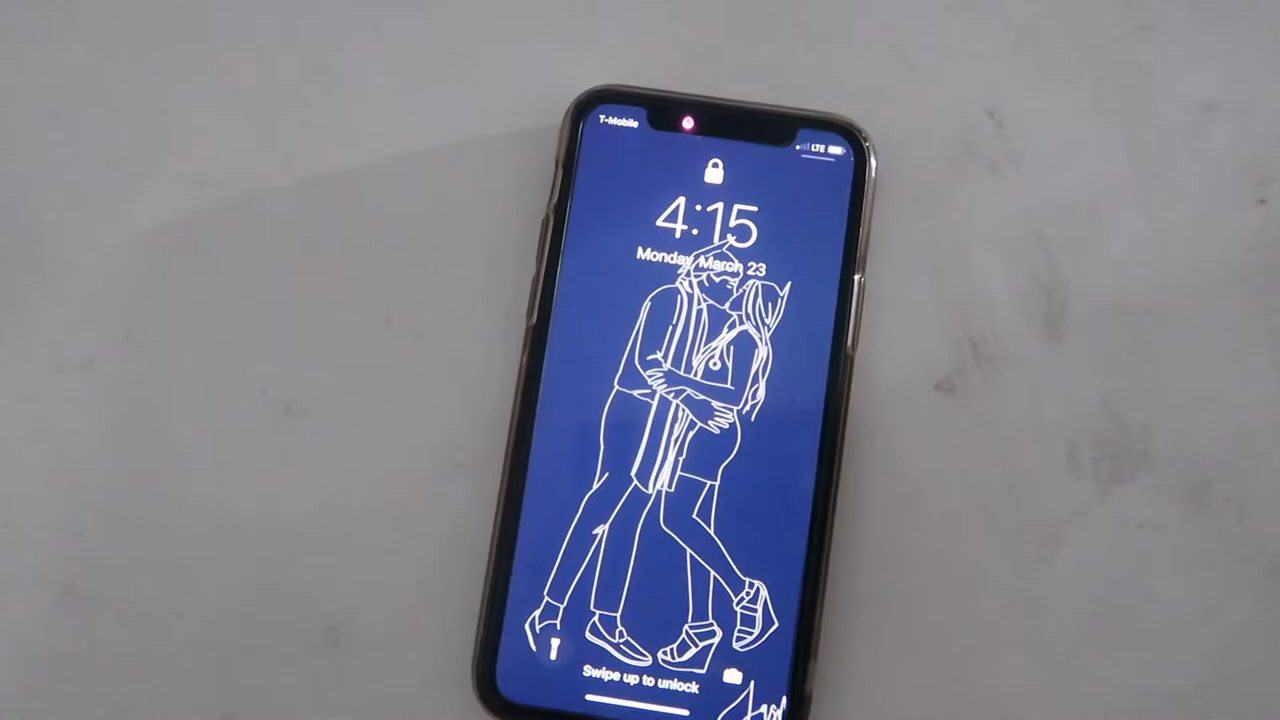 T-Mobile
LTE
4:15
Monday, March 23
Swipe up to unlock